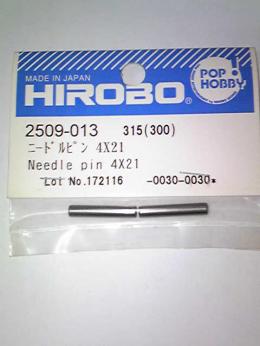 POP
HOBBY
!
MADE IN JAPAN
HIROBO®
2509-013 315(300)
ニードルピン 4X21
Needle pin 4X21
Lot No.172116 -0030-0030*